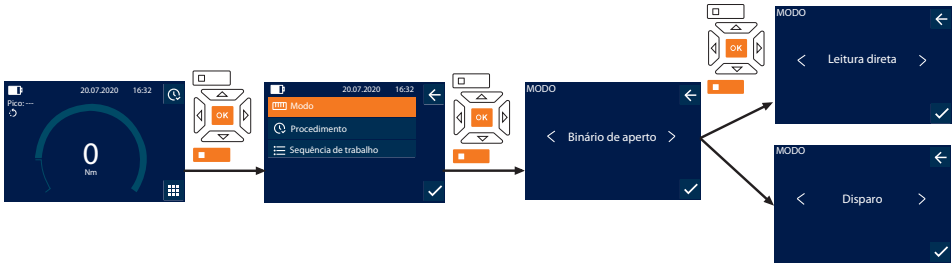 20.07.2020 16:32
Pico: ---
0
Nm
OK
20.07.2020 16:32
Modo
Procedimento
Sequência de trabalho
OK
MODO
Binário de aperto
OK
MODO
Leitura direta
MODO
Disparo